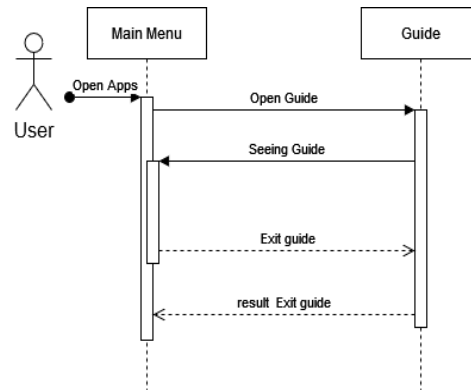 Main Menu
Guide
Open Apps
Open Guide
User
Seeing Guide
Exit guide
result Exit guide